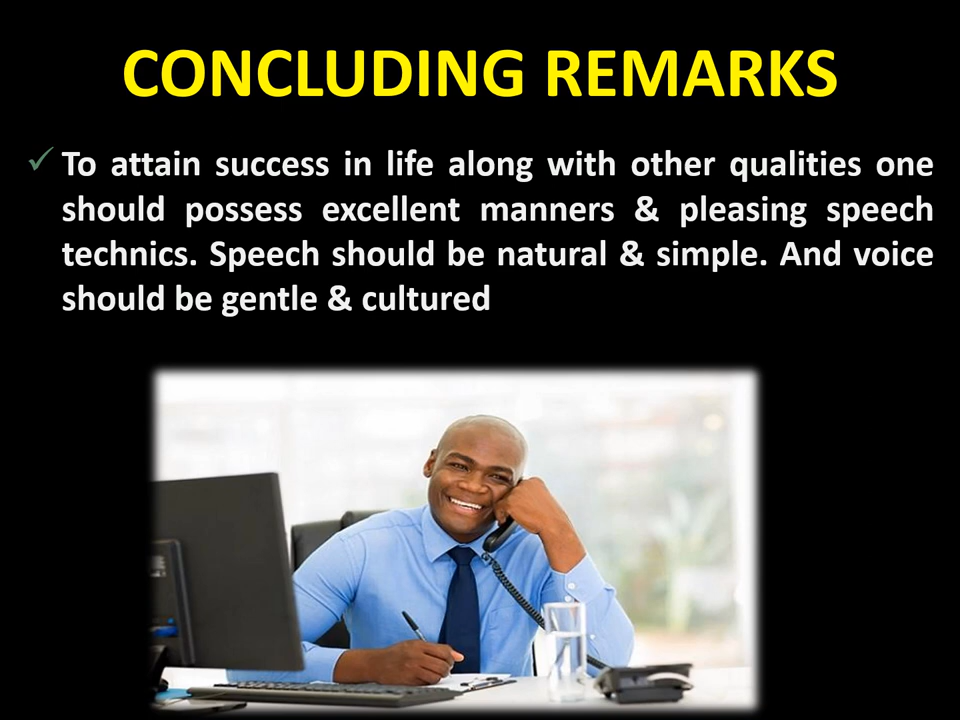 CONCLUDING REMARKS
✓ To attain success in life along with other qualities one
should possess excellent manners & pleasing speech
technics. Speech should be natural & simple. And voice
should be gentle & cultured